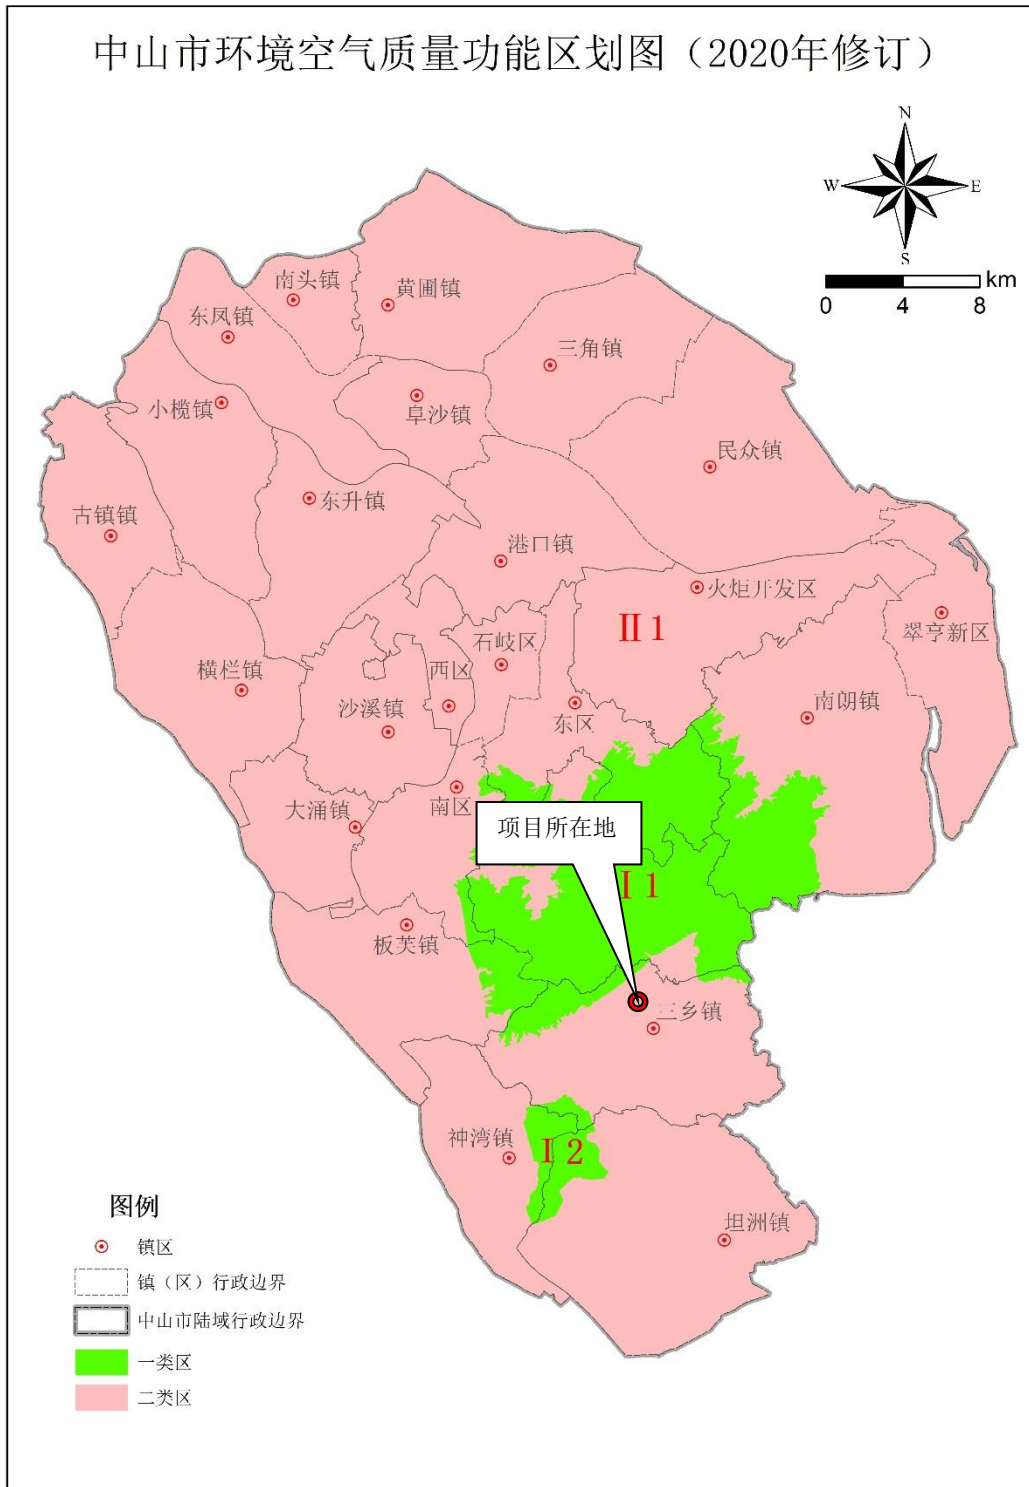 中山市环境空气质量功能区划图（2020年修订）
N
W
E
S
km
0
4
8
南头镇
黄圃镇
东凤镇
三角镇
小榄镇
阜沙镇
民众镇
东升镇
古镇镇
港口镇
火炬开发区
Ⅱ 1
翠亨新区
石岐区
横栏镇
西区
沙溪镇
东区
南朗镇
大涌镇
南区
项目所在地
Ⅰ 1
板芙镇
三乡镇
神湾镇
Ⅰ 2
坦洲镇
图例
镇区
镇（区）行政边界
中山市陆域行政边界
一类区
二类区